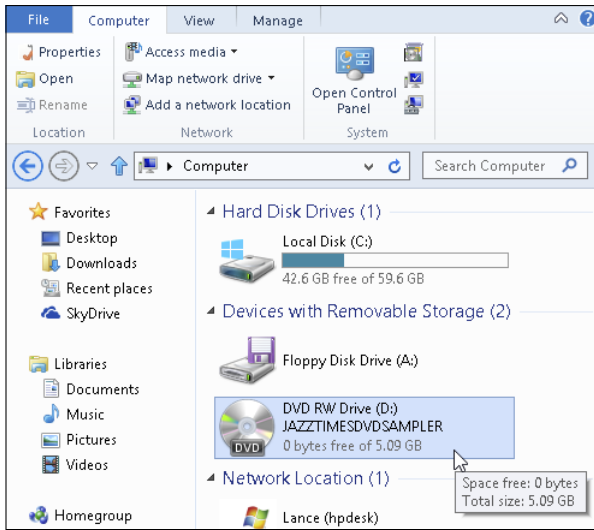 File Computer View Manage
Properties Access media
Open Map network drive
Rename Add a network location
Open Control
Panel
Location Network System
Computer
Search Computer
Favorites
Desktop
Downloads
Recent places
SkyDrive
Libraries
Documents
Music
Pictures
Videos
Homegroup
Hard Disk Drives (1)
Local Disk (C:)
42.6 GB free of 59.6 GB
Devices with Removable Storage (2)
Floppy Disk Drive (A:)
DVD RW Drive (D:)
JAZZTIMESDVDSAMPLER
DVD
0 bytes free of 5.09 GB
Space free: 0 bytes
Total size: 5.09 GB
Network Location (1)
Lance (hpdesk)